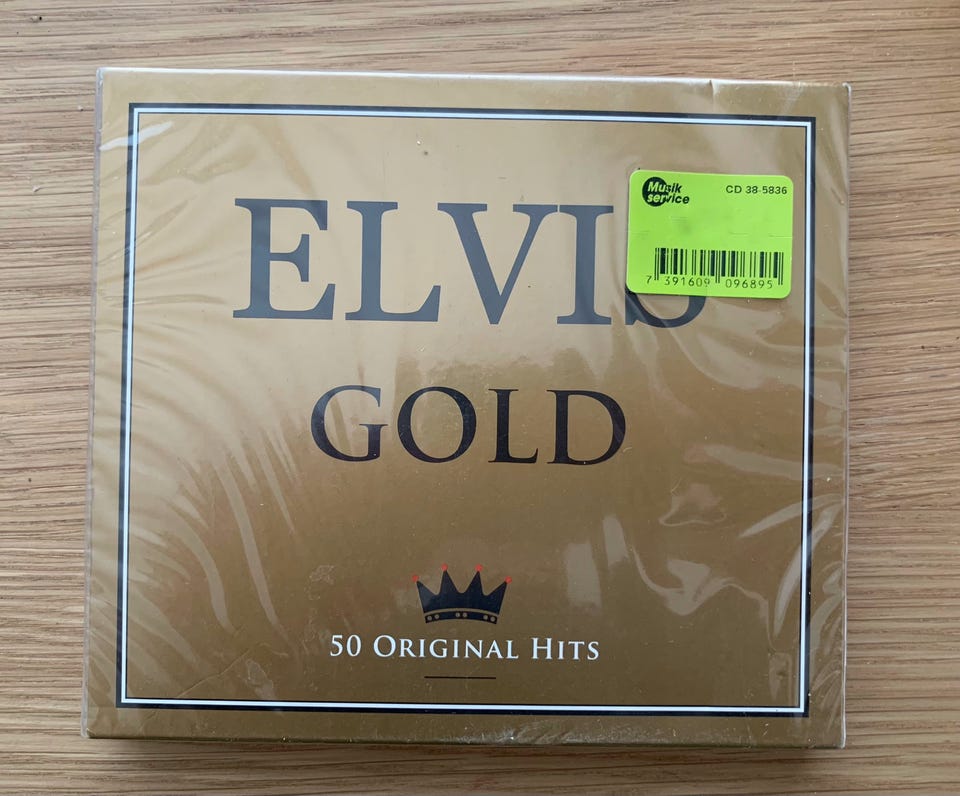 ELVIS
GOLD
50 ORIGINAL HITS
Musik
service
CD 38-5836
7 391609 096895